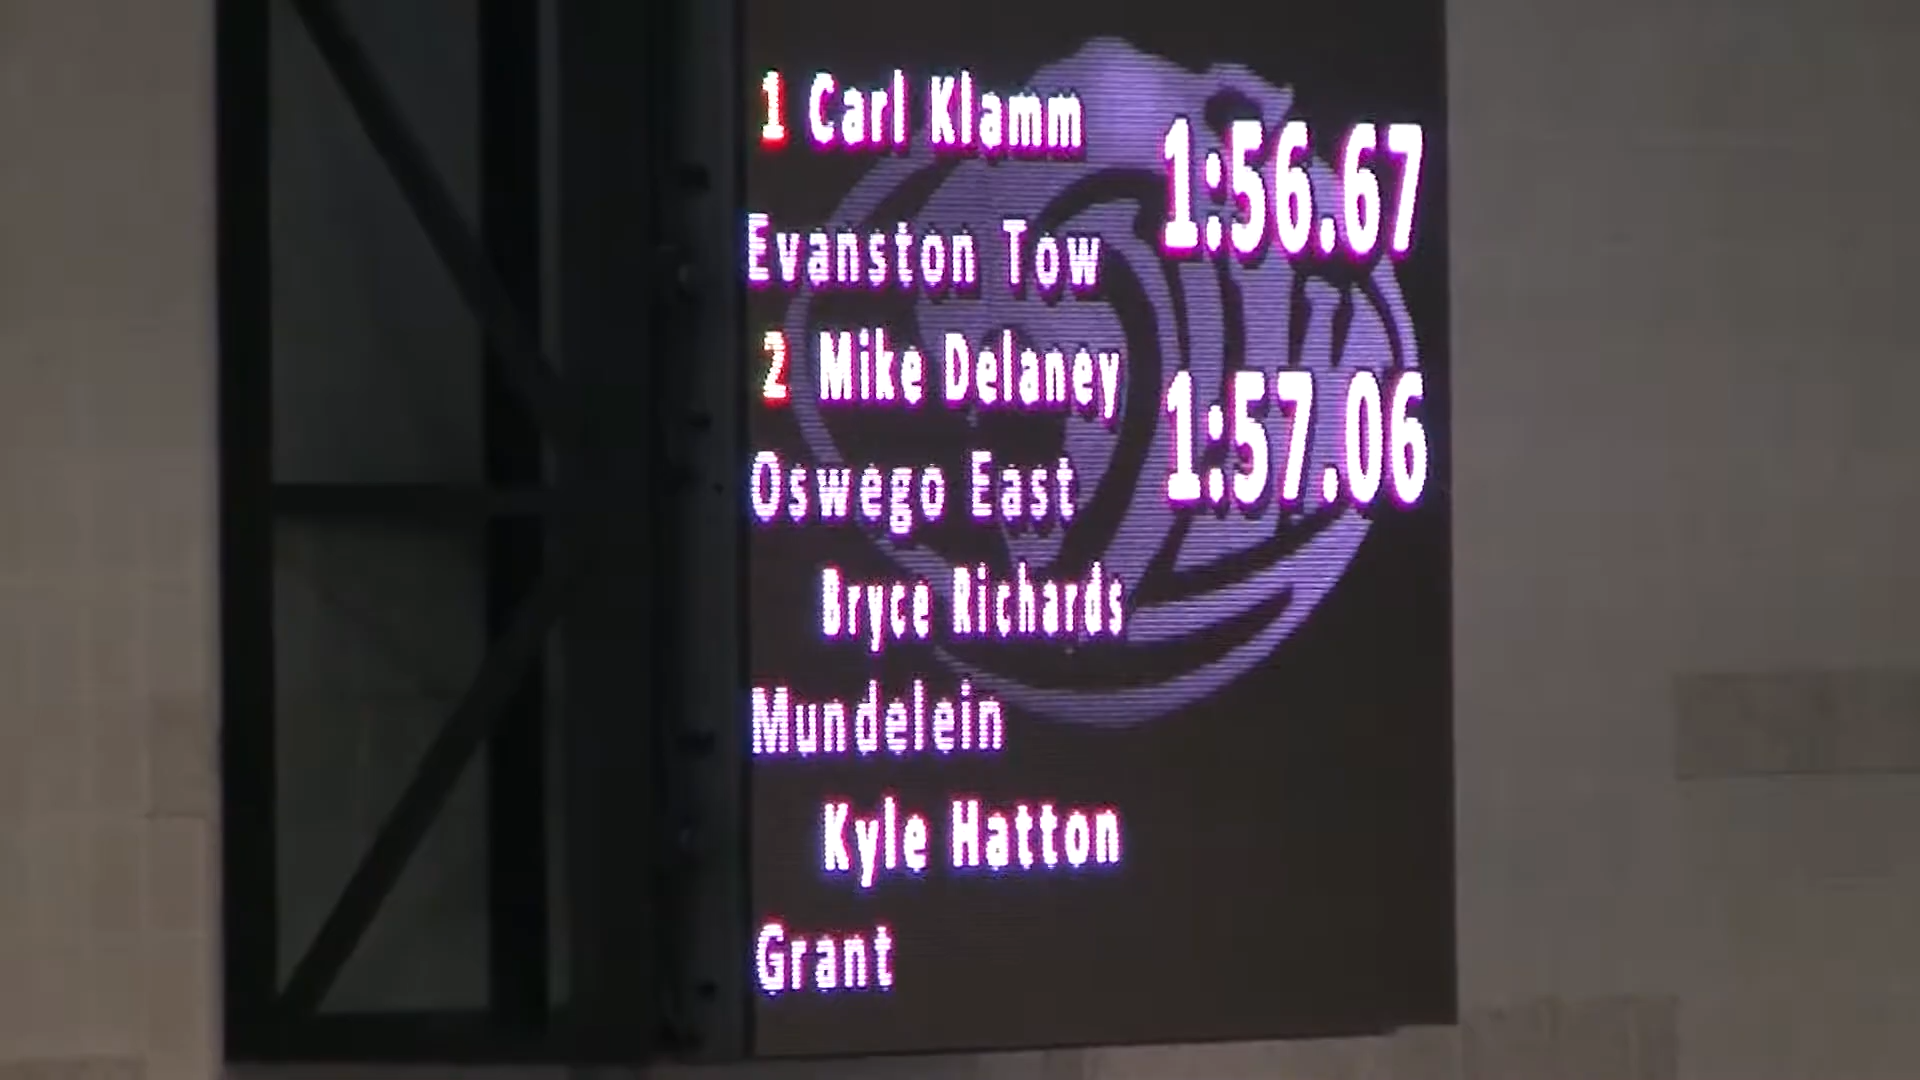 1 Carl Klamm 1:56.67
Evanston Tow
2 Mike Delaney 1:57.06
Oswego East
Bryce Richards
Mundelein
Kyle Hatton
Grant